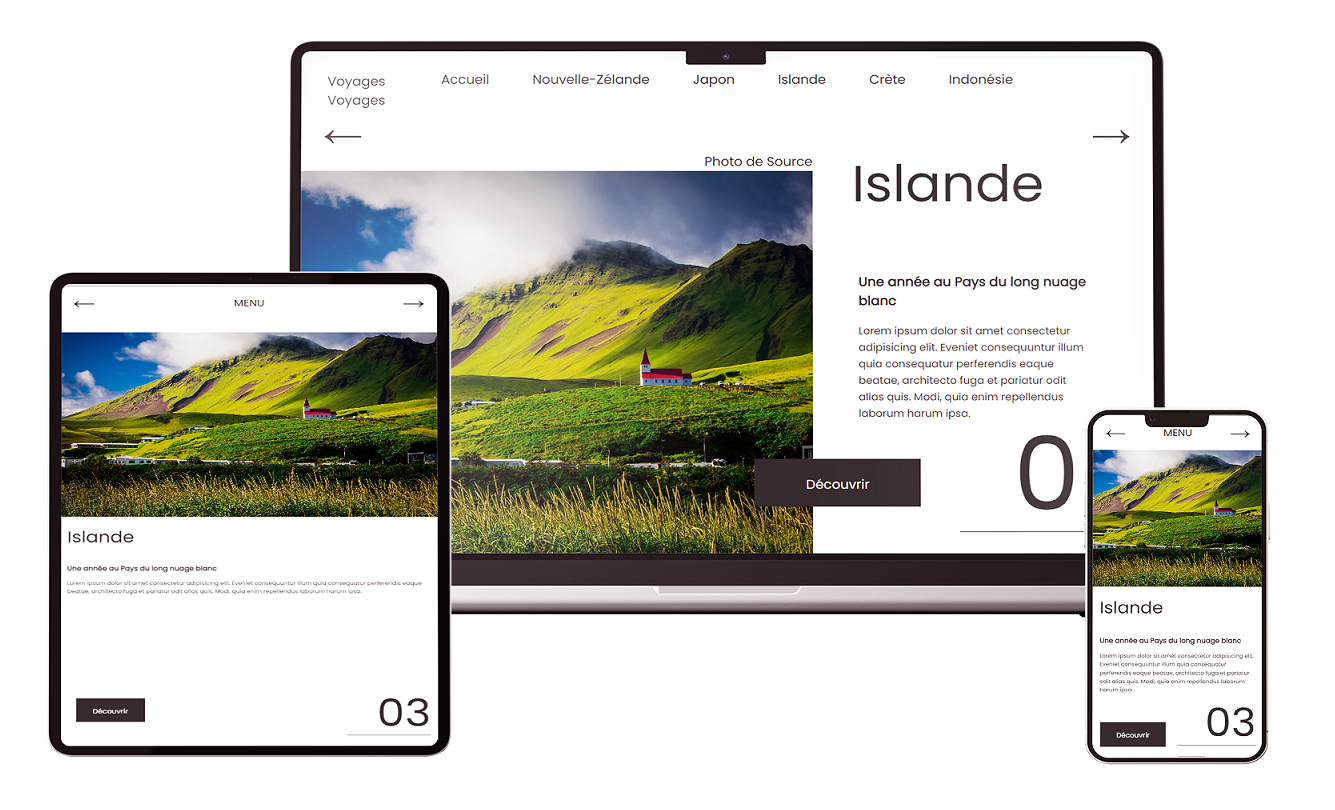 Voyages
Voyages
Accueil Nouvelle-Zélande Japon Islande Crète Indonésie
Photo de Source
Islande
Une année au Pays du long nuage
blanc
Lorem ipsum dolor sit amet consectetur
adipisicing elit. Eveniet consequuntur illum
quia consequatur perferendis eaque
beatae, architecto fuga et pariatur odit
alias quis. Modi, quia enim repellendus
laborum harum ipsa.
Découvrir
0
MENU
Islande
Une année au Pays du long nuage blanc
Lorem ipsum dolor sit amet consectetur adipisicing elit. Eveniet consequuntur illum quia consequatur perferendis eaque
beatae, architecto fuga et pariatur odit alias quis. Modi, quia enim repellendus laborum harum ipsa.
Découvrir
03
MENU
Islande
Une année au Pays du long nuage blanc
Lorem ipsum dolor sit amet consectetur adipisicing elit.
Eveniet consequuntur illum quia consequatur
perferendis eaque beatae, architecto fuga et pariatur
odit alias quis. Modi, quia enim repellendus laborum
harum ipsa.
Découvrir
03